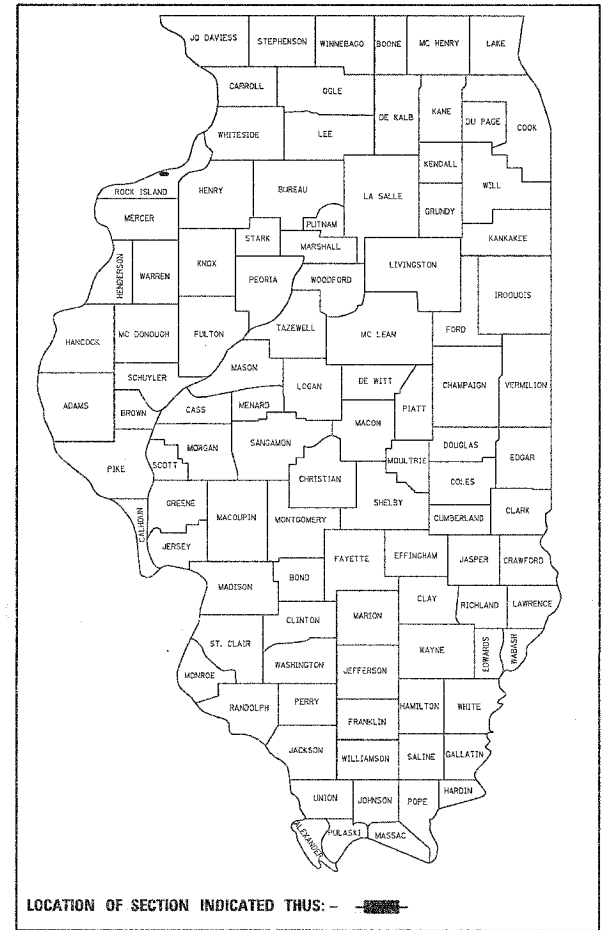 JO DAVIESS STEPHENSON WINNEBAGO BOONE MC HENRY LAKE
CARROLL OGLE DE KALB KANE DU PAGE COOK
WHITESIDE LEE
KENDALL WILL
ROCK ISLAND HENRY BUREAU LA SALLE GRUNDY
MERCER PUTNAM
STARK MARSHALL KANKAKEE
HENDERSON WARREN KNOX PEORIA WOODFORD LIVINGSTON IROQUOIS
HANCOCK MC DONOUGH FULTON TAZEWELL MC LEAN FORD
SCHUYLER MASON LOGAN DE WITT CHAMPAIGN VERMILION
ADAMS BROWN CASS MENARD MACON PIATT
PIKE SCOTT MORGAN SANGAMON MOULTRIE DOUGLAS EDGAR
CHRISTIAN COLES
CALHOUN GREENE MACOUPIN MONTGOMERY SHELBY CUMBERLAND CLARK
JERSEY FAYETTE EFFINGHAM JASPER CRAWFORD
MADISON BOND CLAY RICHLAND LAWRENCE
CLINTON MARION
ST. CLAIR WASHINGTON WAYNE EDWARDS WABASH
MONROE JEFFERSON
RANDOLPH PERRY FRANKLIN HAMILTON WHITE
JACKSON WILLIAMSON SALINE GALLATIN
UNION JOHNSON POPE HARDIN
ALEXANDER PULASKI MASSAC
LOCATION OF SECTION INDICATED THUS: -